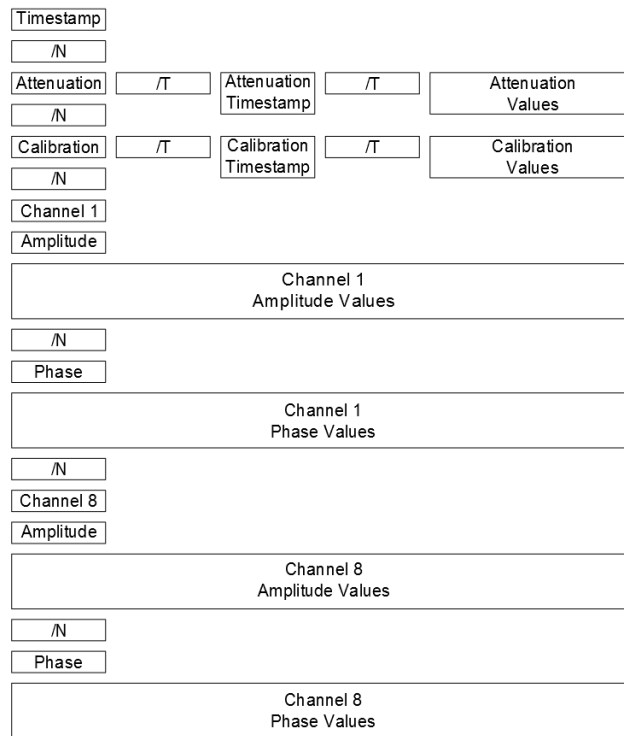 Timestamp
/N
Attenuation /T Attenuation Timestamp /T Attenuation Values
/N
Calibration /T Calibration Timestamp /T Calibration Values
/N
Channel 1
Amplitude
Channel 1
Amplitude Values
/N
Phase
Channel 1
Phase Values
/N
Channel 8
Amplitude
Channel 8
Amplitude Values
/N
Phase
Channel 8
Phase Values